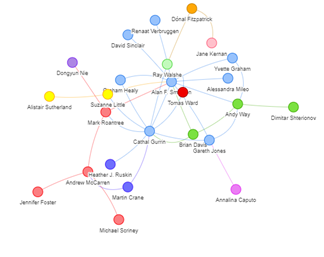 Dónal Fitzpatrick
Renaat Verbruggen
David Sinclair
Jane Kernan
Yvette Graham
Ray Walshe
Dongyun Nie
Alessandra Mileo
Alan F.
Graham Healy
Suzanne Little
Tomas Ward
Alistair Sutherland
Andy Way
Dimitar Shterionov
Mark Roantree
Cathal Gurrin
Brian Davis
Gareth Jones
Heather J. Ruskin
Andrew McCarren
Martin Crane
Annalina Caputo
Jennifer Foster
Michael Scriney